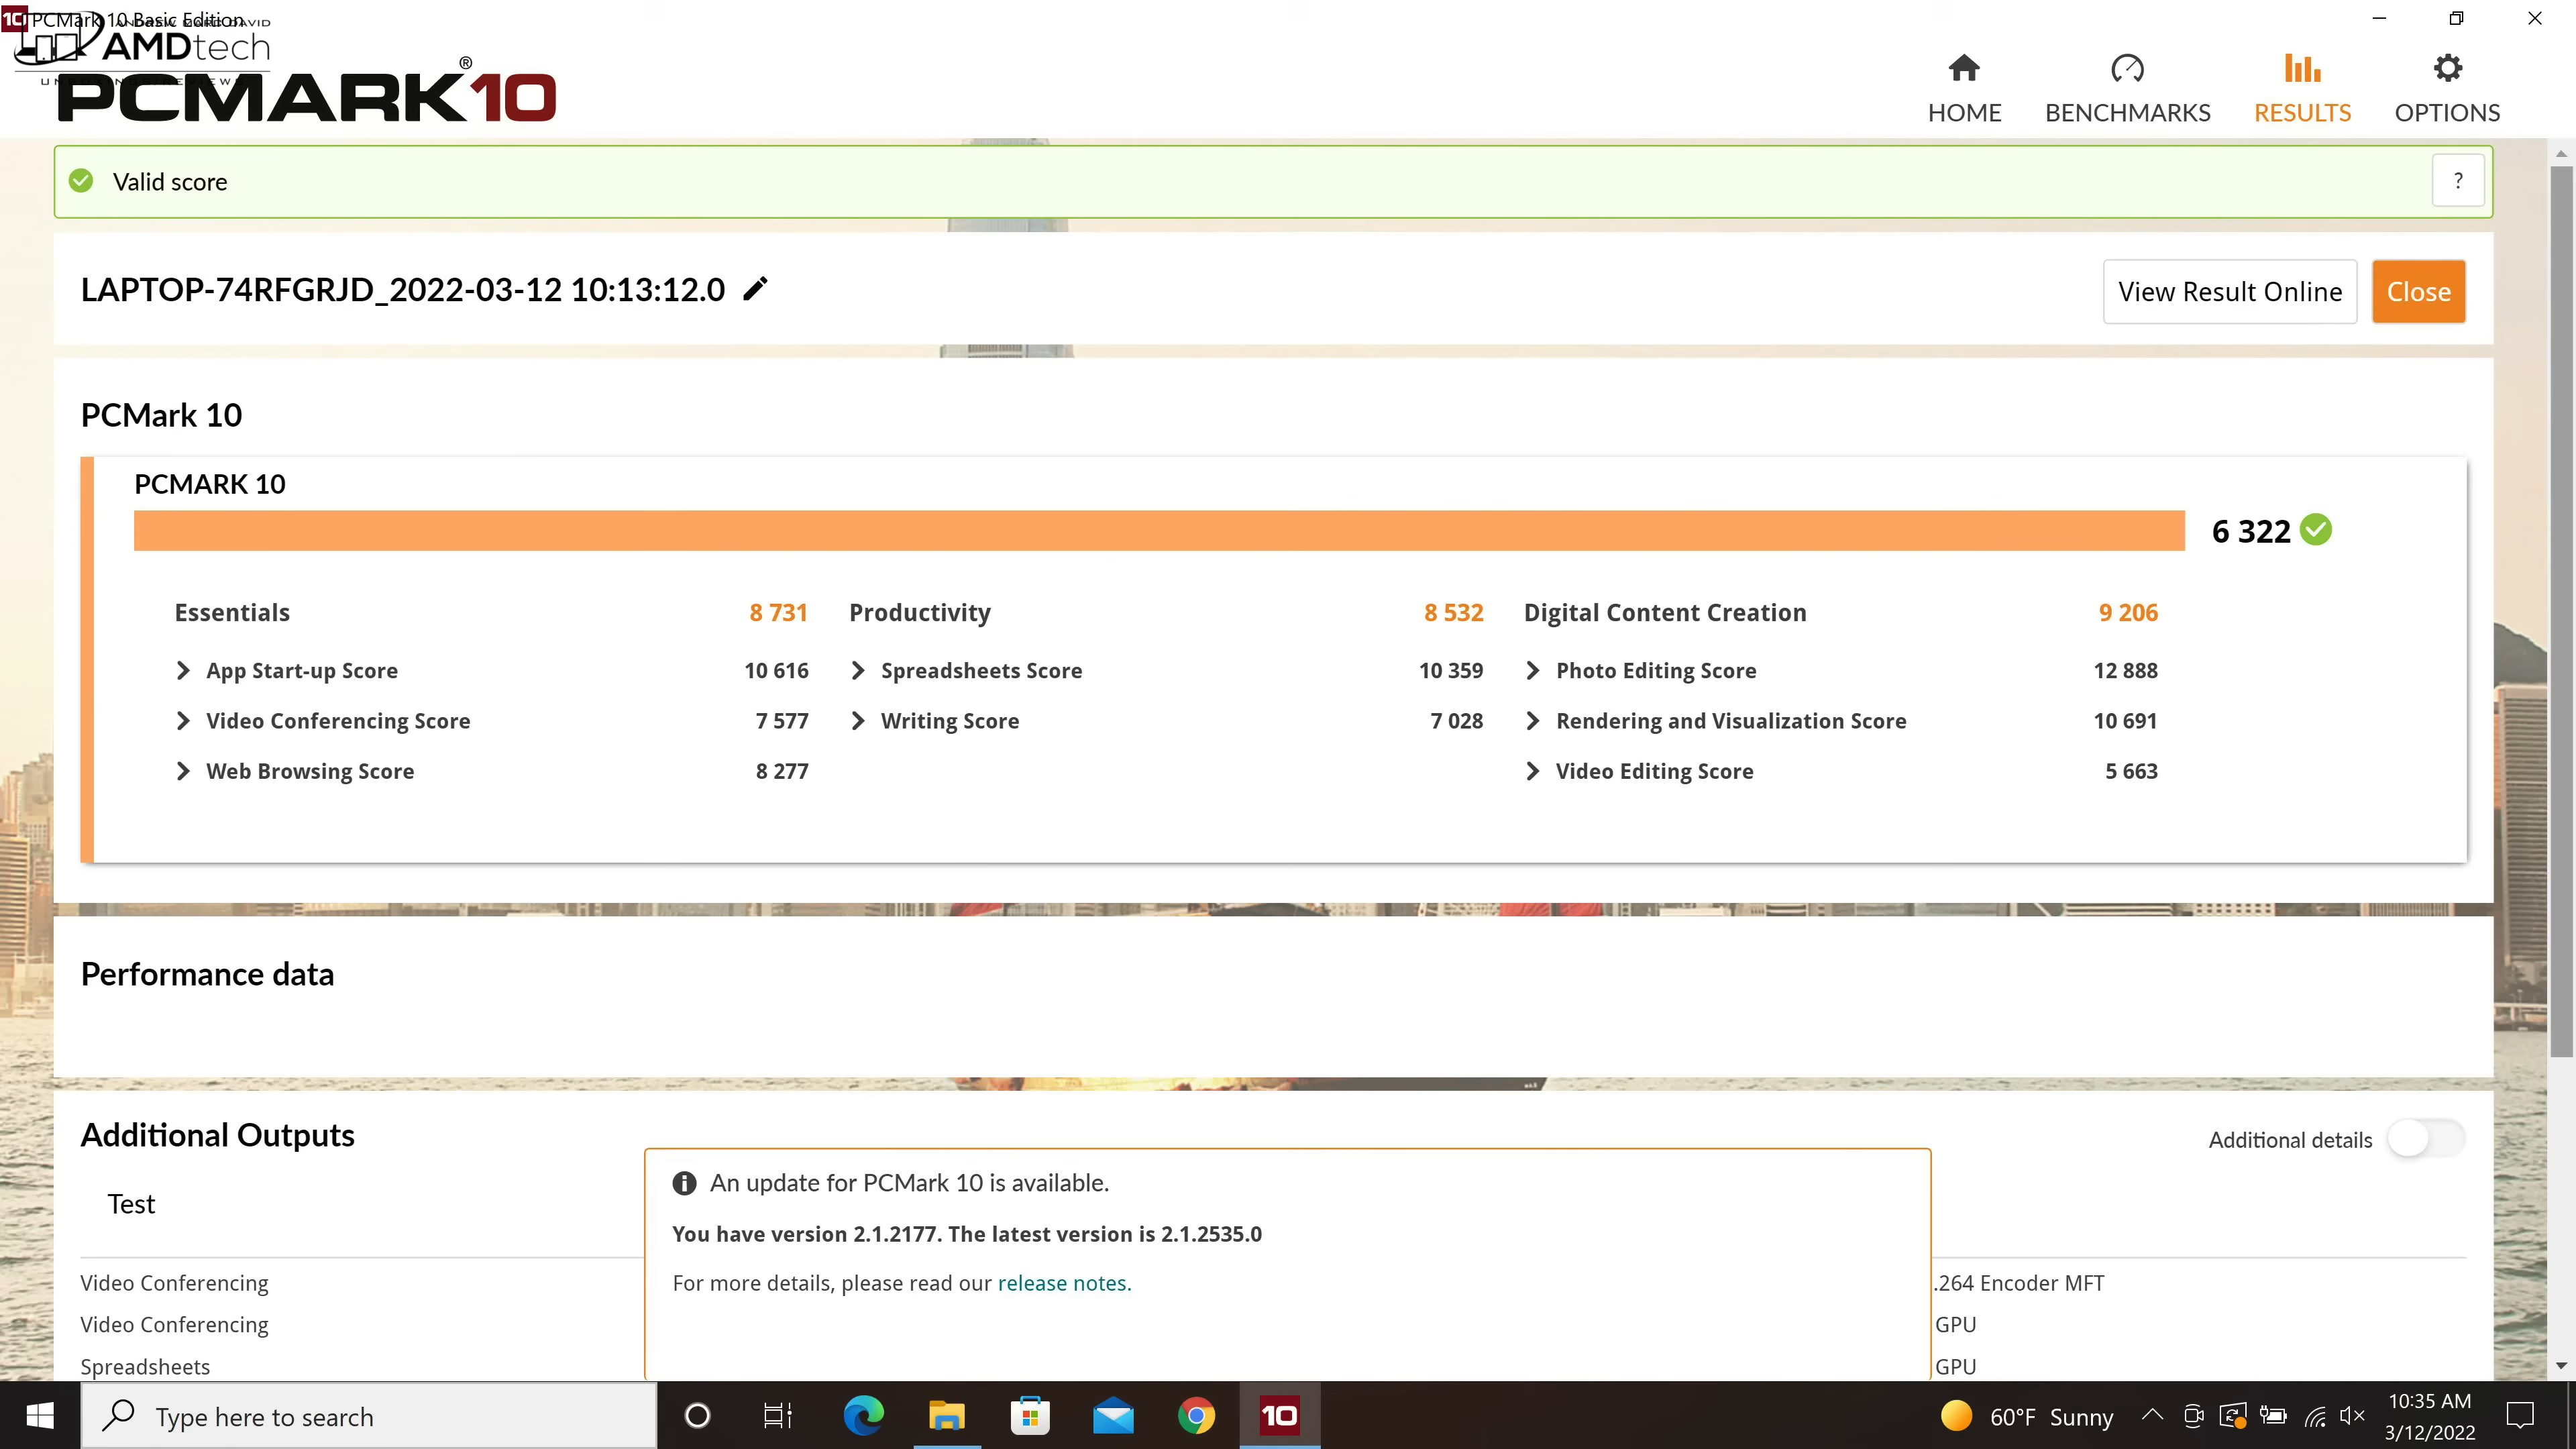 10 PCMark 10 Basic Edition
AMDtech
PCMARK®10
HOME BENCHMARKS RESULTS OPTIONS
Valid score ?
LAPTOP-74RFGRJD_2022-03-12 10:13:12.0
View Result Online Close
PCMark 10
PCMARK 10
6 322
Essentials 8 731 Productivity 8 532 Digital Content Creation 9 206
App Start-up Score 10 616 Spreadsheets Score 10 359 Photo Editing Score 12 888
Video Conferencing Score 7 577 Writing Score 7 028 Rendering and Visualization Score 10 691
Web Browsing Score 8 277 Video Editing Score 5 663
Performance data
Additional Outputs Additional details
Test
An update for PCMark 10 is available.
You have version 2.1.2177. The latest version is 2.1.2535.0
For more details, please read our release notes.
Video Conferencing .264 Encoder MFT
Video Conferencing GPU
Spreadsheets GPU
Type here to search 10 60°F Sunny 10:35 AM
3/12/2022